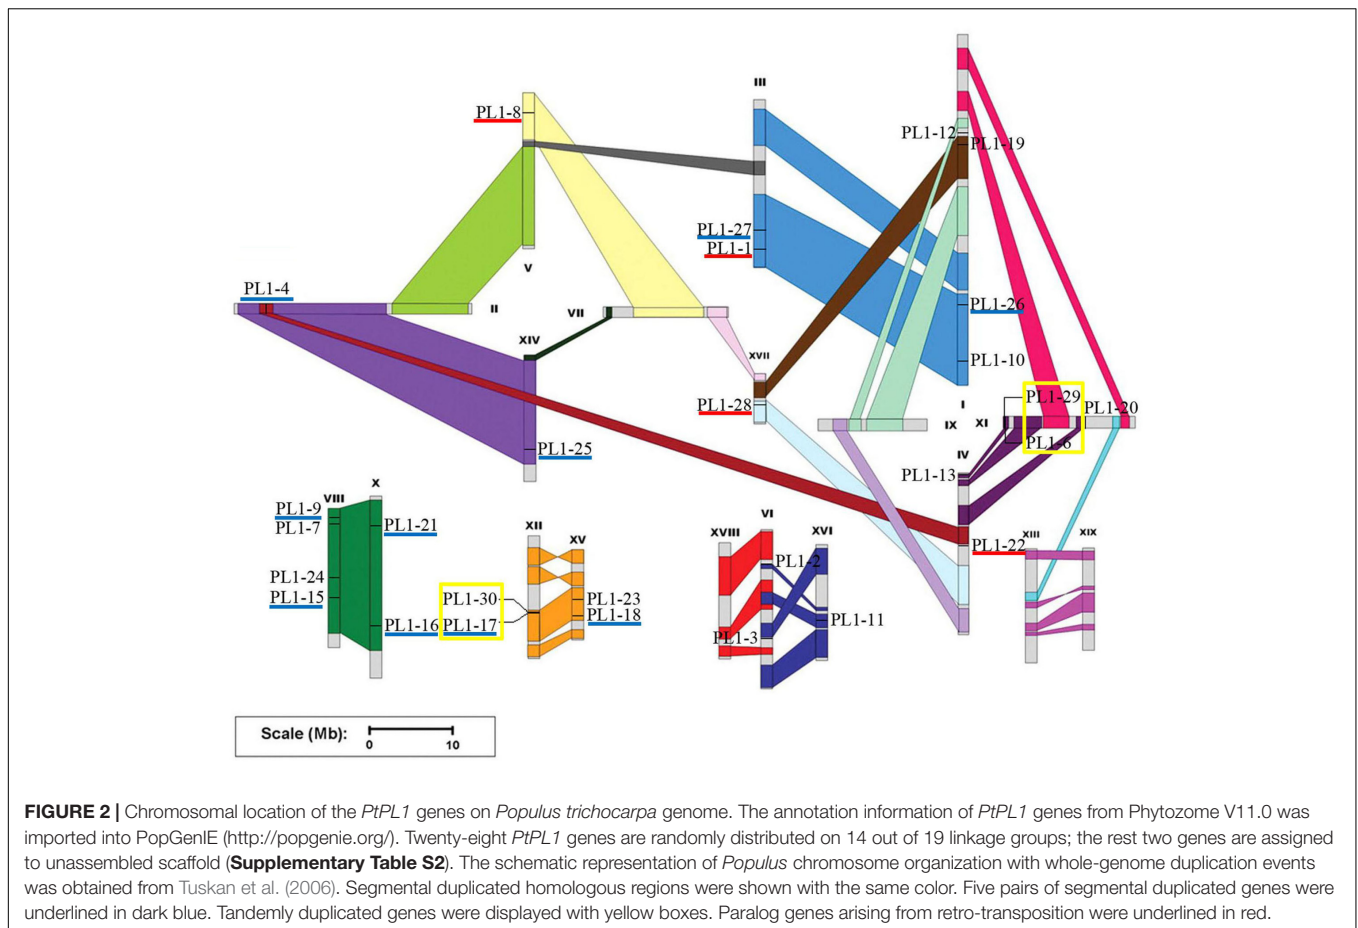 III
PL1-8
PL1-12
PL1-19
PL1-27
PL1-1
V
PL1-4
PL1-26
II
VII
XIV
XVII
PL1-10
PL1-28
I
PL1-29
PL1-20
IX
XI
PL1-6
IV
PL1-25
PL1-13
VIII
X
PL1-9
PL1-7
PL1-21
XII
XV
XVIII
VI
XVI
PL1-22
XIII
XIX
PL1-2
PL1-24
PL1-15
PL1-30
PL1-23
PL1-16
PL1-17
PL1-18
PL1-3
PL1-11
Scale (Mb):
0
10
FIGURE 2 | Chromosomal location of the PtPL1 genes on Populus trichocarpa genome. The annotation information of PtPL1 genes from Phytozome V11.0 was
imported into PopGenIE (http://popgenie.org/). Twenty-eight PtPL1 genes are randomly distributed on 14 out of 19 linkage groups; the rest two genes are assigned
to unassembled scaffold (Supplementary Table S2). The schematic representation of Populus chromosome organization with whole-genome duplication events
was obtained from Tuskan et al. (2006). Segmental duplicated homologous regions were shown with the same color. Five pairs of segmental duplicated genes were
underlined in dark blue. Tandemly duplicated genes were displayed with yellow boxes. Paralog genes arising from retro-transposition were underlined in red.